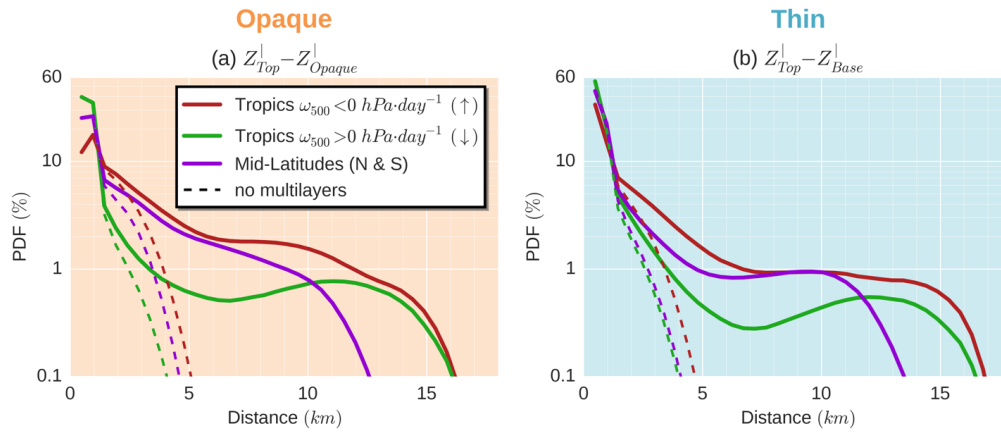 Opaque
Thin
(a) Z|Top−Z|Opaque
(b) Z|Top−Z|Base
60
10
1
0.1
PDF (%)
Tropics ω500<0 hPa·day−1 (↑)
Tropics ω500>0 hPa·day−1 (↓)
Mid-Latitudes (N & S)
no multilayers
0
5
10
15
Distance (km)
60
10
1
0.1
PDF (%)
0
5
10
15
Distance (km)